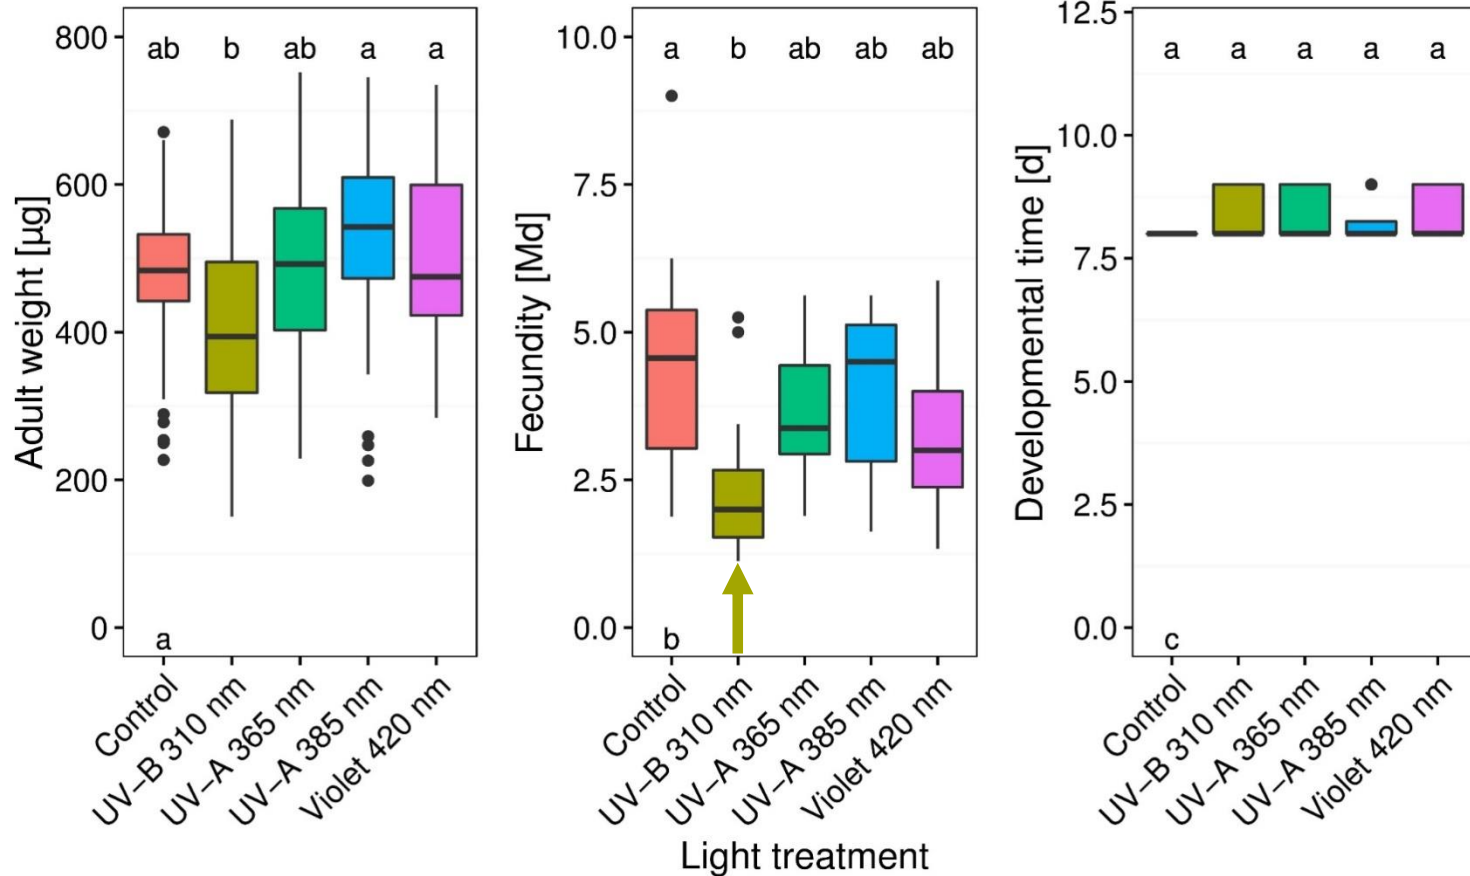 Adult weight [µg]
800
600
400
200
0
ab b ab a a
a
Control
UV−B 310 nm
UV−A 365 nm
UV−A 385 nm
Violet 420 nm
Fecundity [Md]
10.0
7.5
5.0
2.5
0.0
a b ab ab ab
b
Control
UV−B 310 nm
UV−A 365 nm
UV−A 385 nm
Violet 420 nm
Developmental time [d]
12.5
10.0
7.5
5.0
2.5
0.0
a a a a a
c
Control
UV−B 310 nm
UV−A 365 nm
UV−A 385 nm
Violet 420 nm
Light treatment